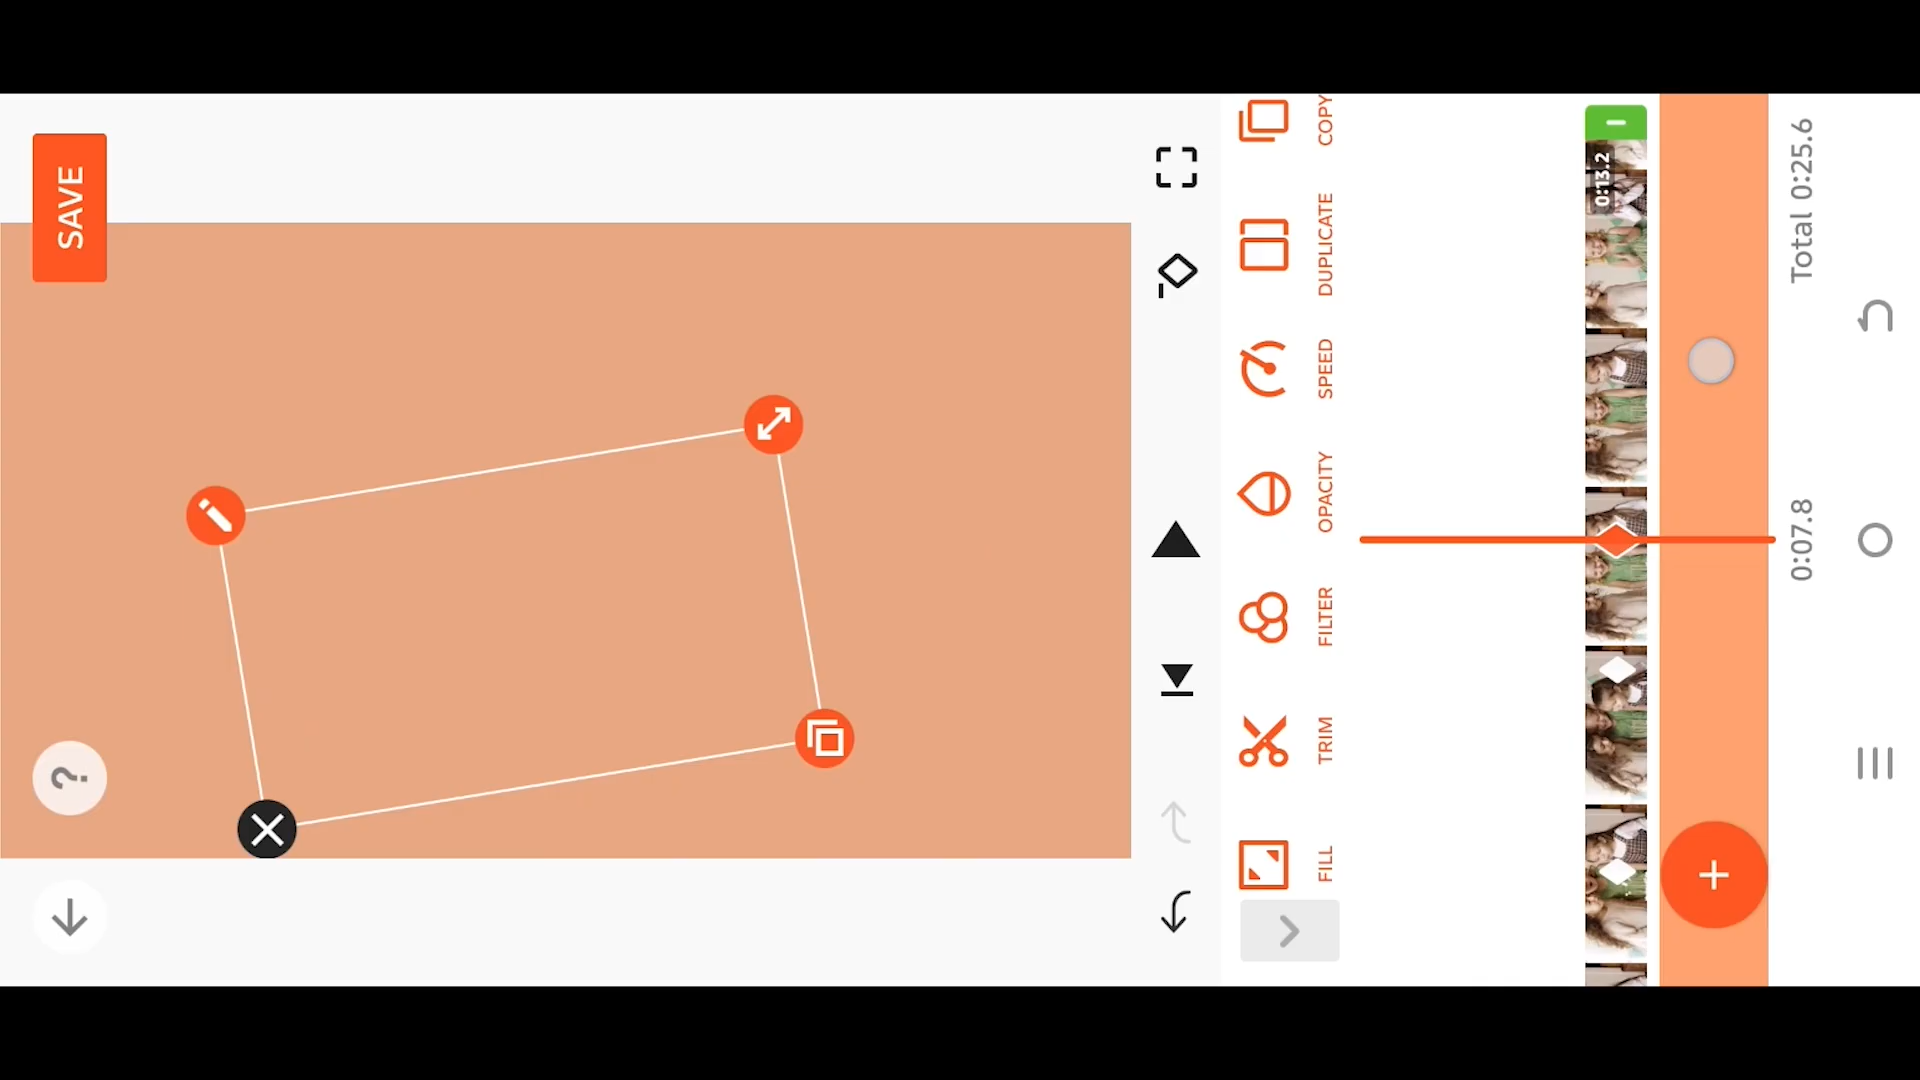 ?
SAVE
FILL
TRIM
FILTER
OPACITY
SPEED
DUPLICATE
COPY
0:13.2
0:07.8
Total 0:25.6